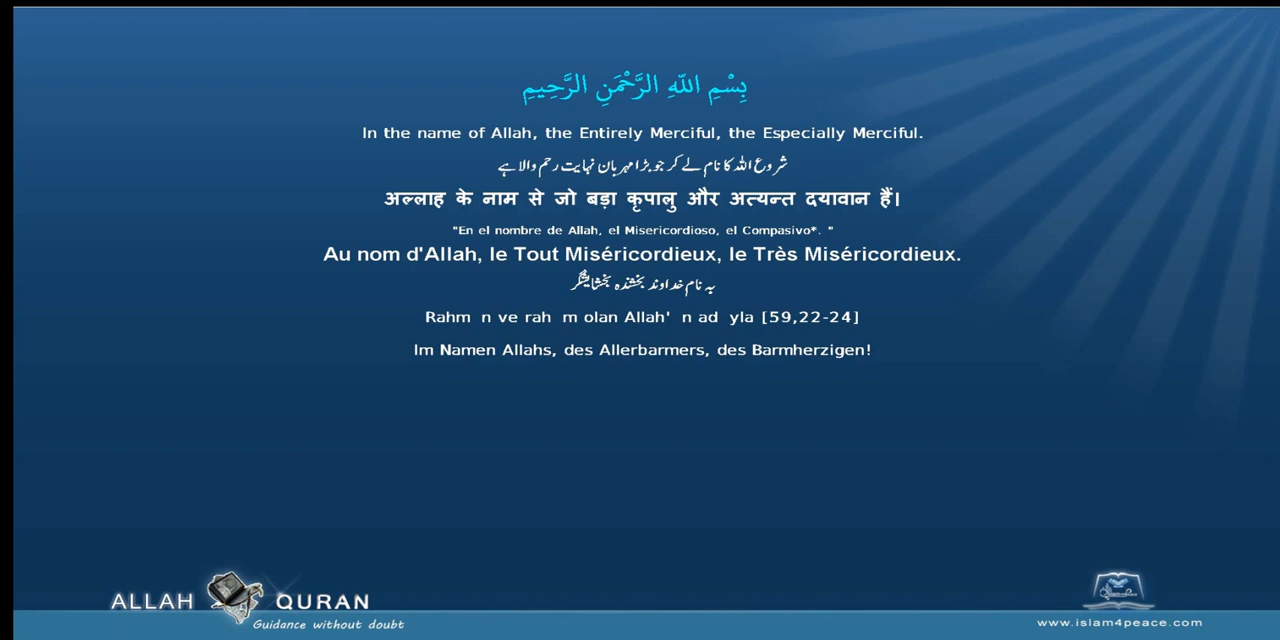 بِسْمِ اللَّهِ الرَّحْمَنِ الرَّحِيمِ
In the name of Allah, the Entirely Merciful, the Especially Merciful.
شروع الله کا نام لے کر جو بڑا مہربان نہایت رحم والا ہے
अल्लाह के नाम से जो बड़ा कृपालु और अत्यन्त दयावान हैं।
"En el nombre de Allah, el Misericordioso, el Compasivo*. "
Au nom d'Allah, le Tout Miséricordieux, le Très Miséricordieux.
به نام خداوند بخشنده بخشایشگر
Rahm n ve rah m olan Allah' n ad yla [59,22-24]
Im Namen Allahs, des Allerbarmers, des Barmherzigen!
ALLAH QURAN
Guidance without doubt
www.islam4peace.com